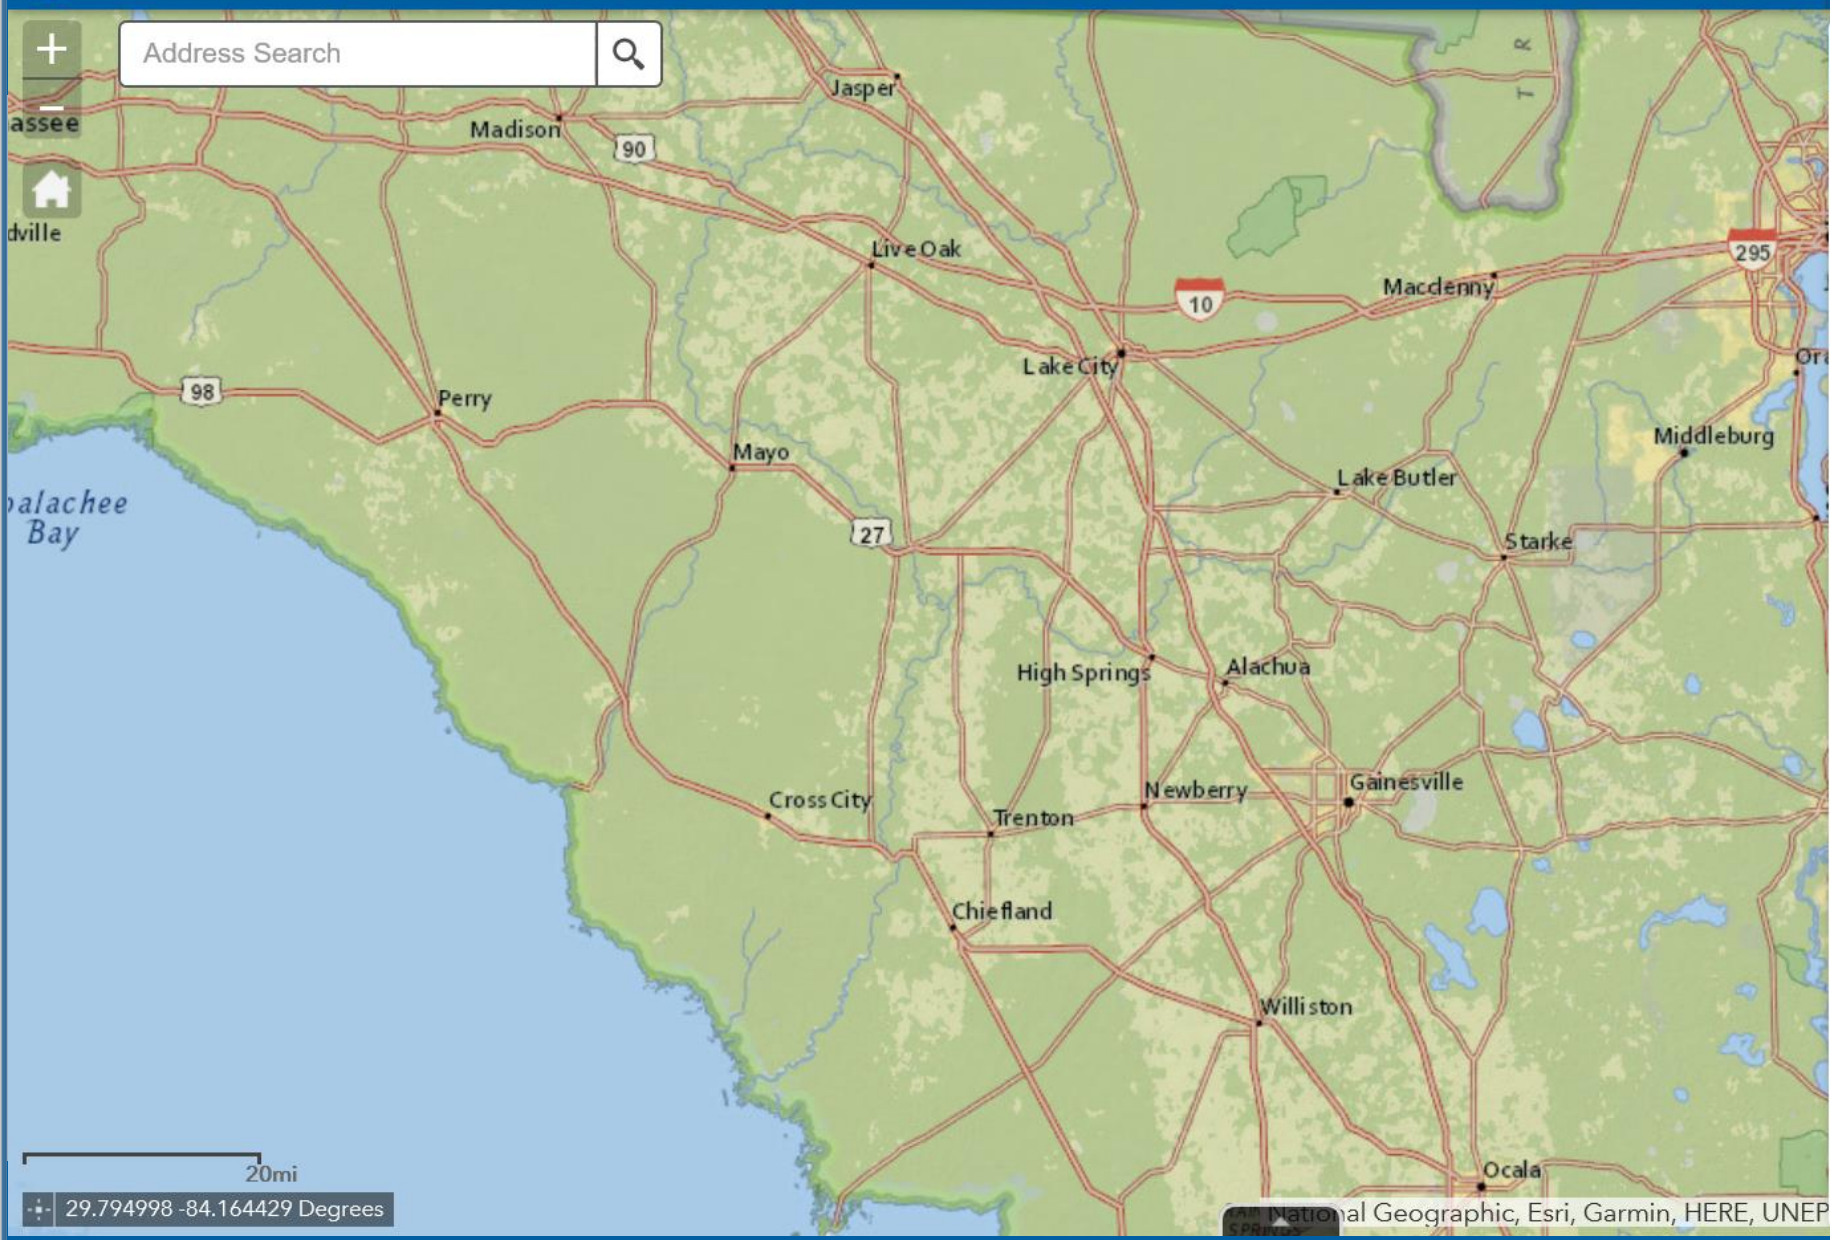 Address Search
T R
Jasper
assee
Madison
90
dville
Live Oak
295
10
Macclenny
Lake City
Ora
98
Perry
Middleburg
Mayo
Lake Butler
palachee
Bay
27
Starke
High Springs
Alachua
Gainesville
Newberry
Cross City
Trenton
Chiefland
Williston
Ocala
20mi
29.794998 -84.164429 Degrees
National Geographic, Esri, Garmin, HERE, UNEP
SPRINGS